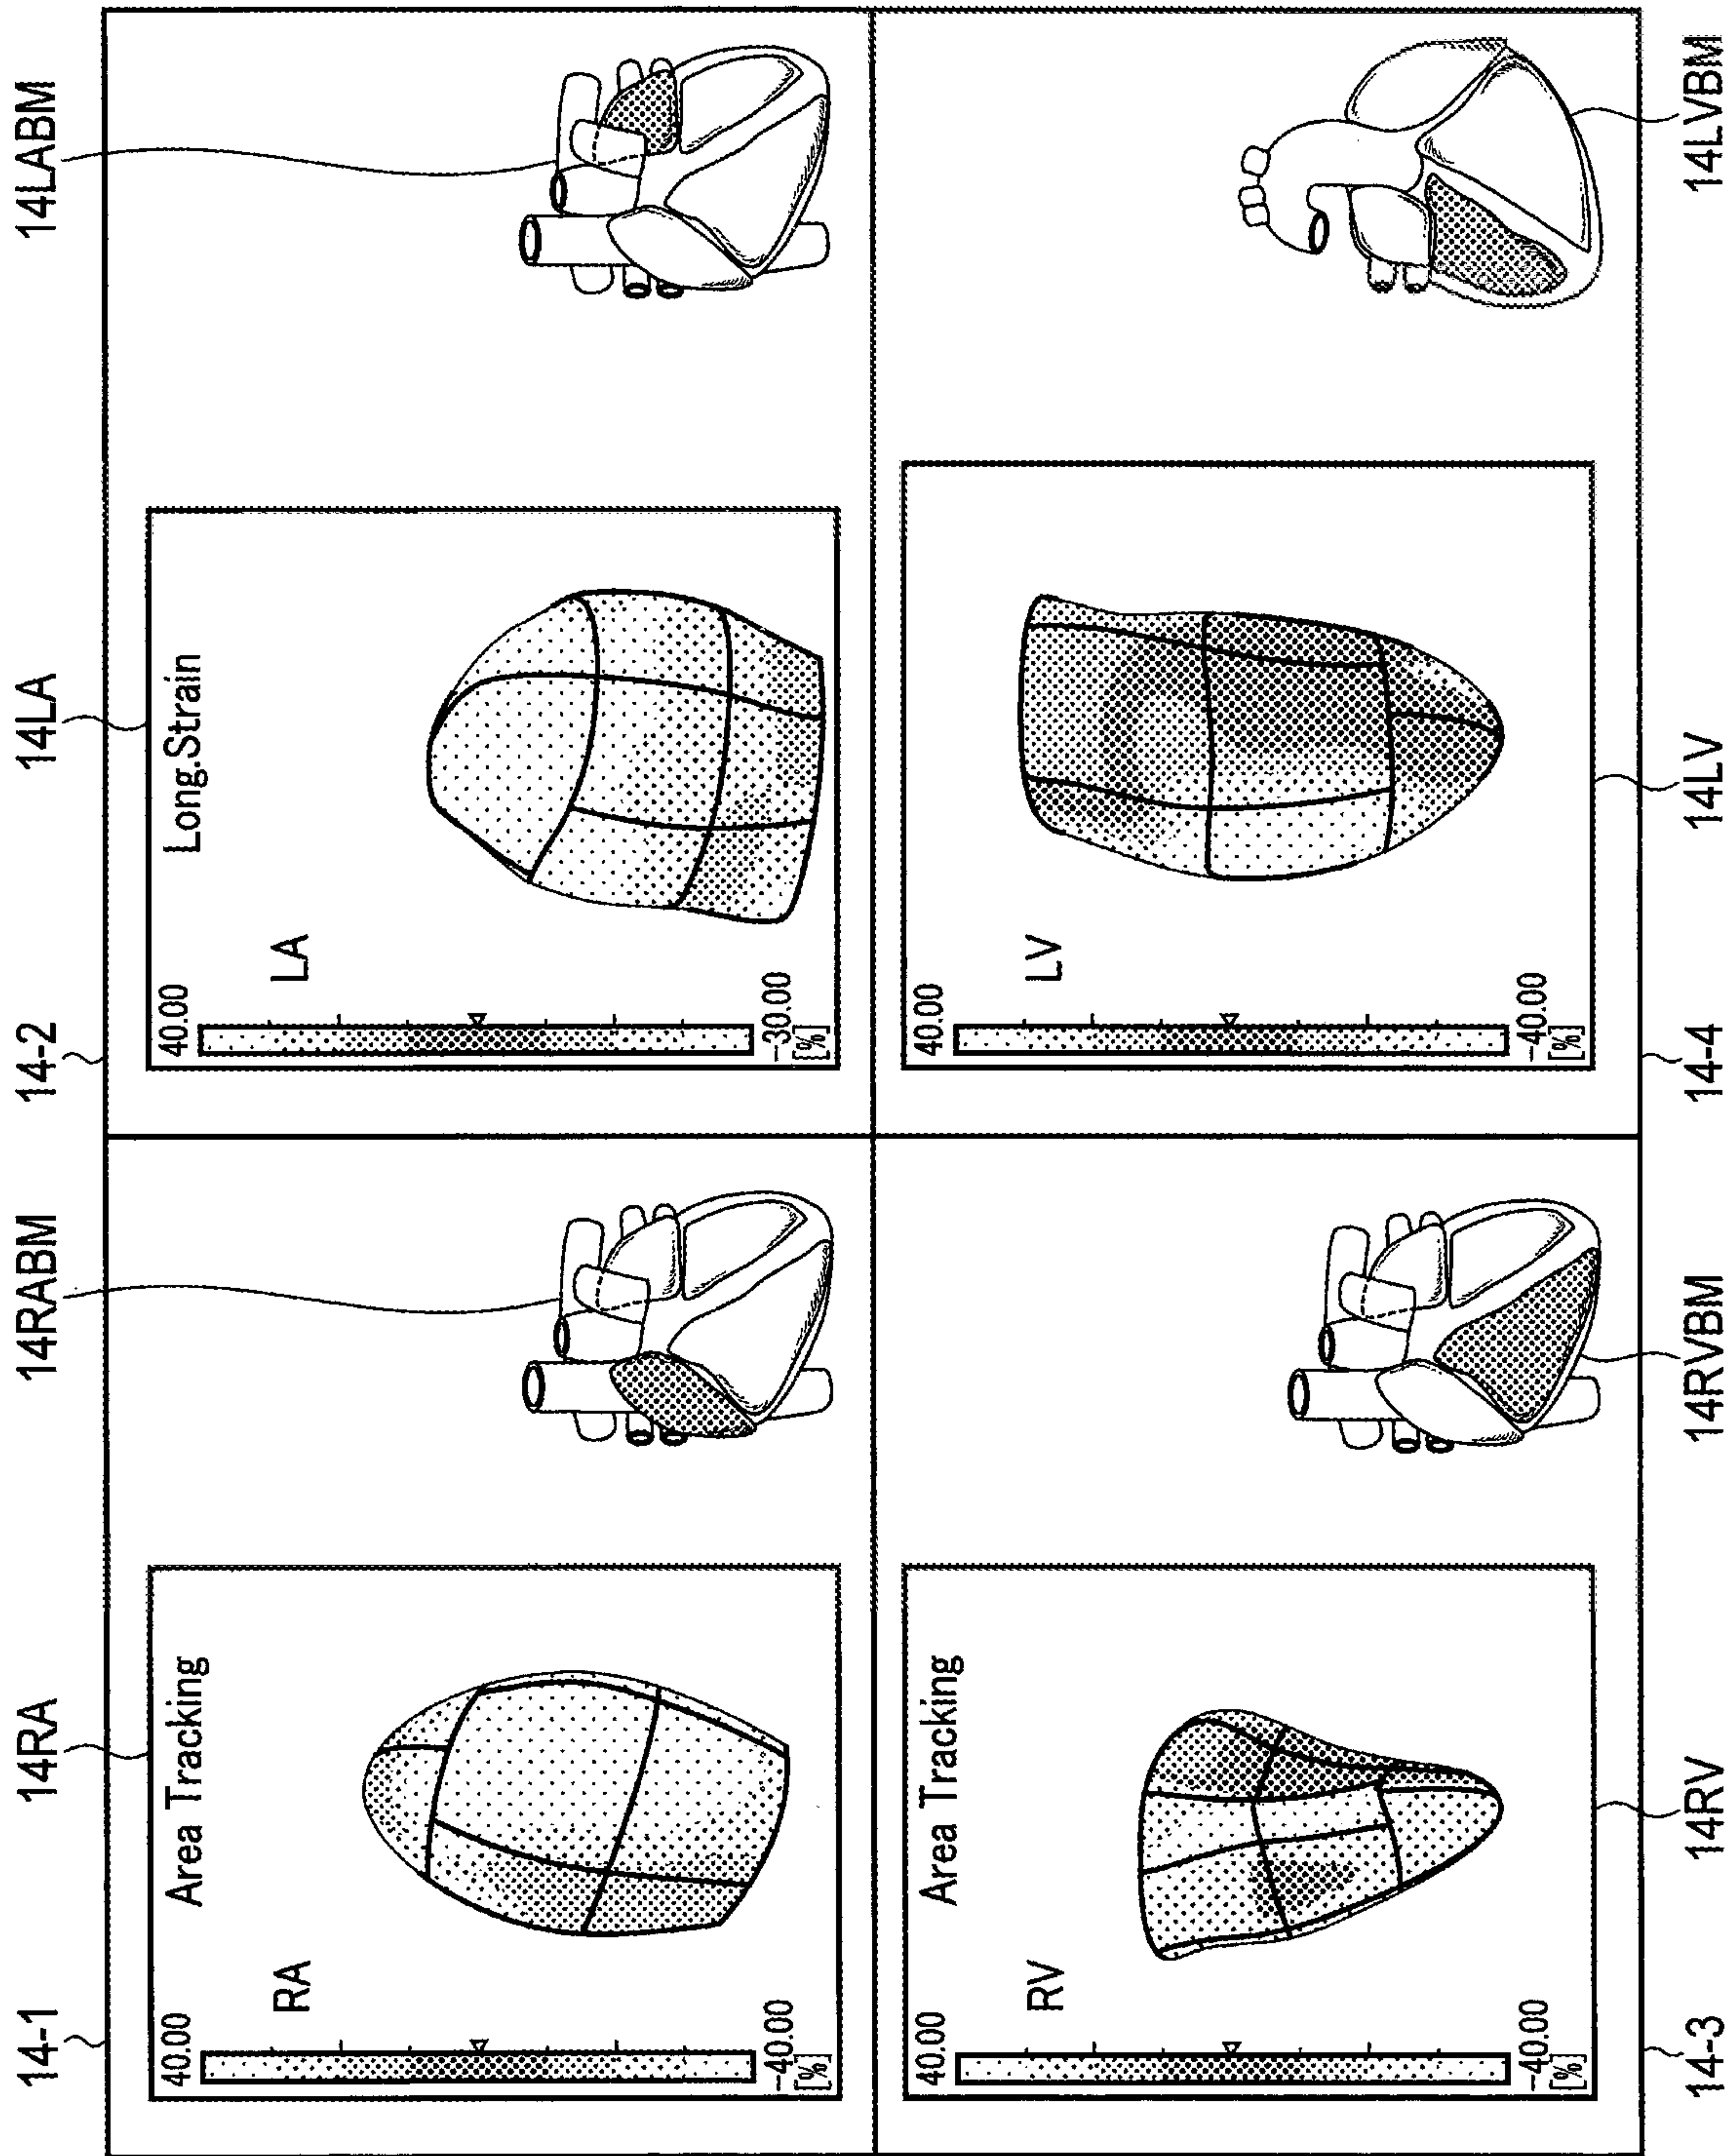 14-1
14RA
14RABM
14-2
14LA
14LABM
40.00
Area Tracking
RA
-40.00
[%]
40.00
Long.Strain
LA
-30.00
[%]
40.00
Area Tracking
RV
-40.00
[%]
40.00
LV
-40.00
[%]
14-3
14RV
14RVBM
14-4
14LV
14LVBM